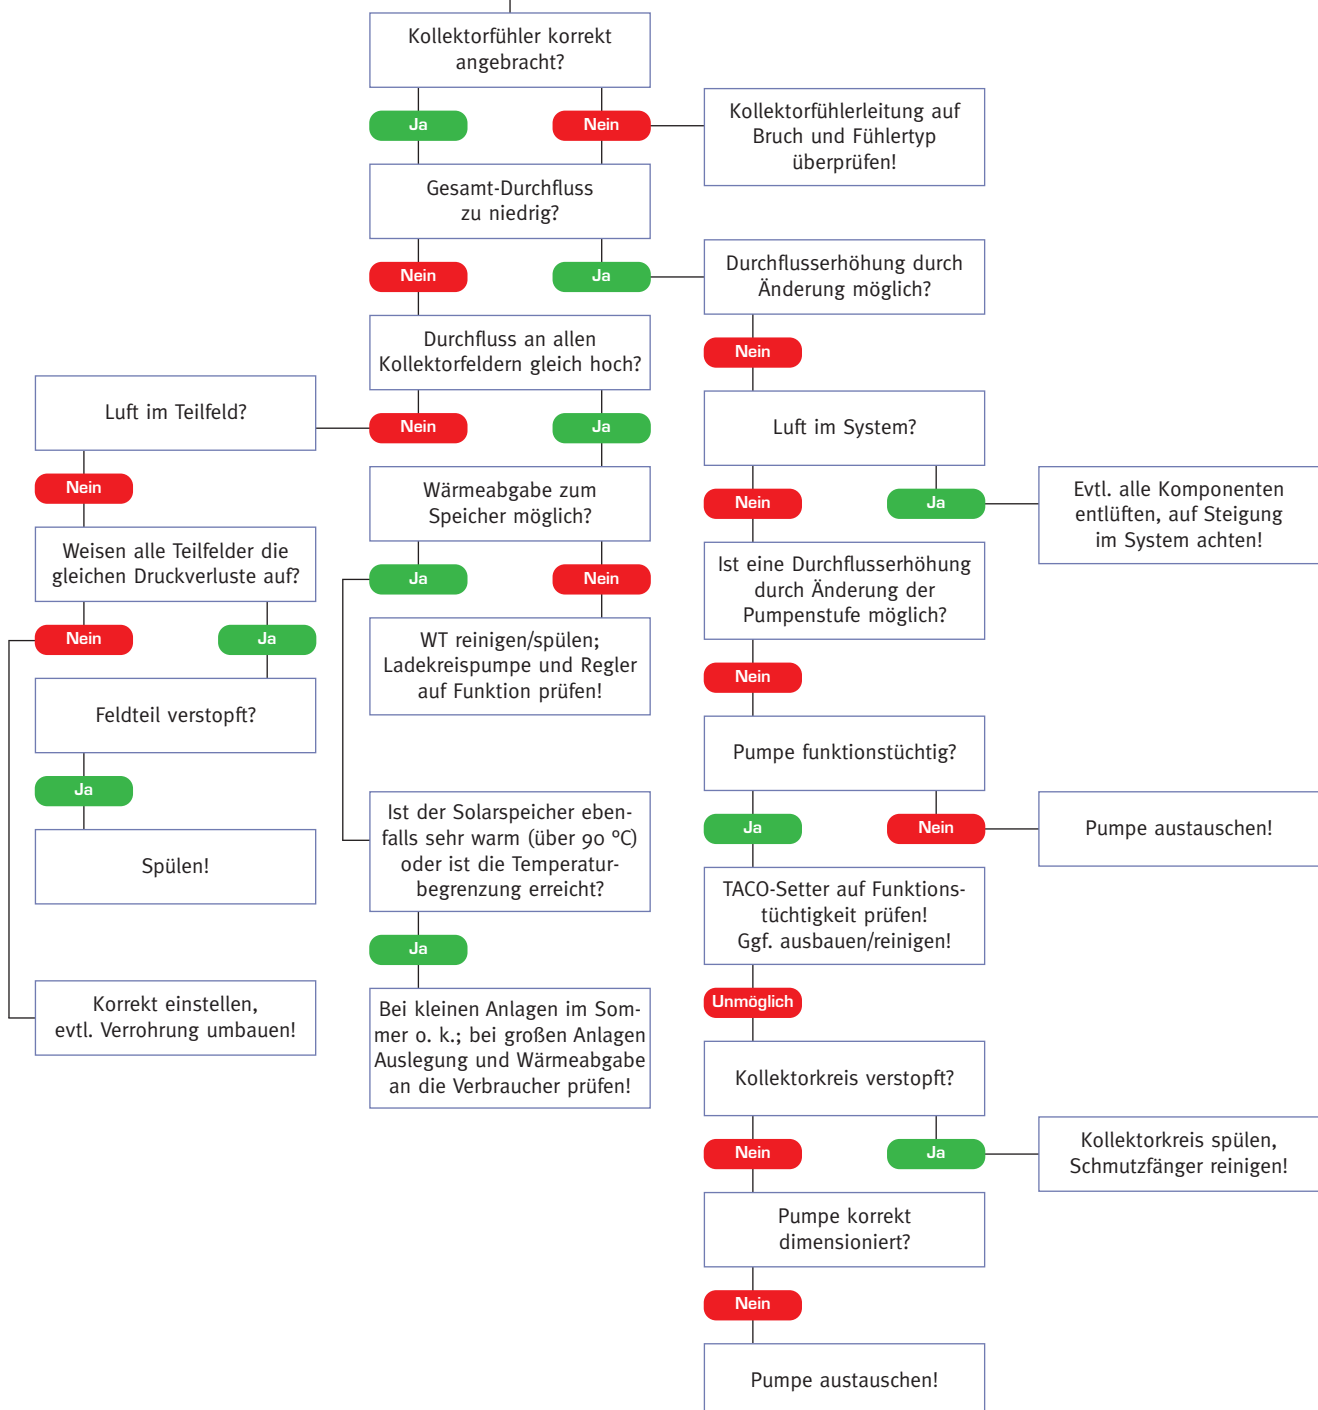 Kollektorfühler korrekt
angebracht?
Ja
Nein
Kollektorfühlerleitung auf
Bruch und Fühlertyp
überprüfen!
Gesamt-Durchfluss
zu niedrig?
Nein
Ja
Durchflusserhöhung durch
Änderung möglich?
Durchfluss an allen
Kollektorfeldern gleich hoch?
Nein
Luft im Teilfeld?
Nein
Ja
Luft im System?
Nein
Wärmeabgabe zum
Speicher möglich?
Nein
Ja
Evtl. alle Komponenten
entlüften, auf Steigung
im System achten!
Weisen alle Teilfelder die
gleichen Druckverluste auf?
Ja
Nein
Ist eine Durchflusserhöhung
durch Änderung der
Pumpenstufe möglich?
Nein
Ja
WT reinigen/spülen;
Ladekreispumpe und Regler
auf Funktion prüfen!
Nein
Feldteil verstopft?
Pumpe funktionstüchtig?
Ja
Ist der Solarspeicher eben-
falls sehr warm (über 90 °C)
oder ist die Temperatur-
begrenzung erreicht?
Ja
Nein
Pumpe austauschen!
Spülen!
TACO-Setter auf Funktions-
tüchtigkeit prüfen!
Ggf. ausbauen/reinigen!
Ja
Korrekt einstellen,
evtl. Verrohrung umbauen!
Bei kleinen Anlagen im Som-
mer o. k.; bei großen Anlagen
Auslegung und Wärmeabgabe
an die Verbraucher prüfen!
Unmöglich
Kollektorkreis verstopft?
Nein
Ja
Kollektorkreis spülen,
Schmutzfänger reinigen!
Pumpe korrekt
dimensioniert?
Nein
Pumpe austauschen!